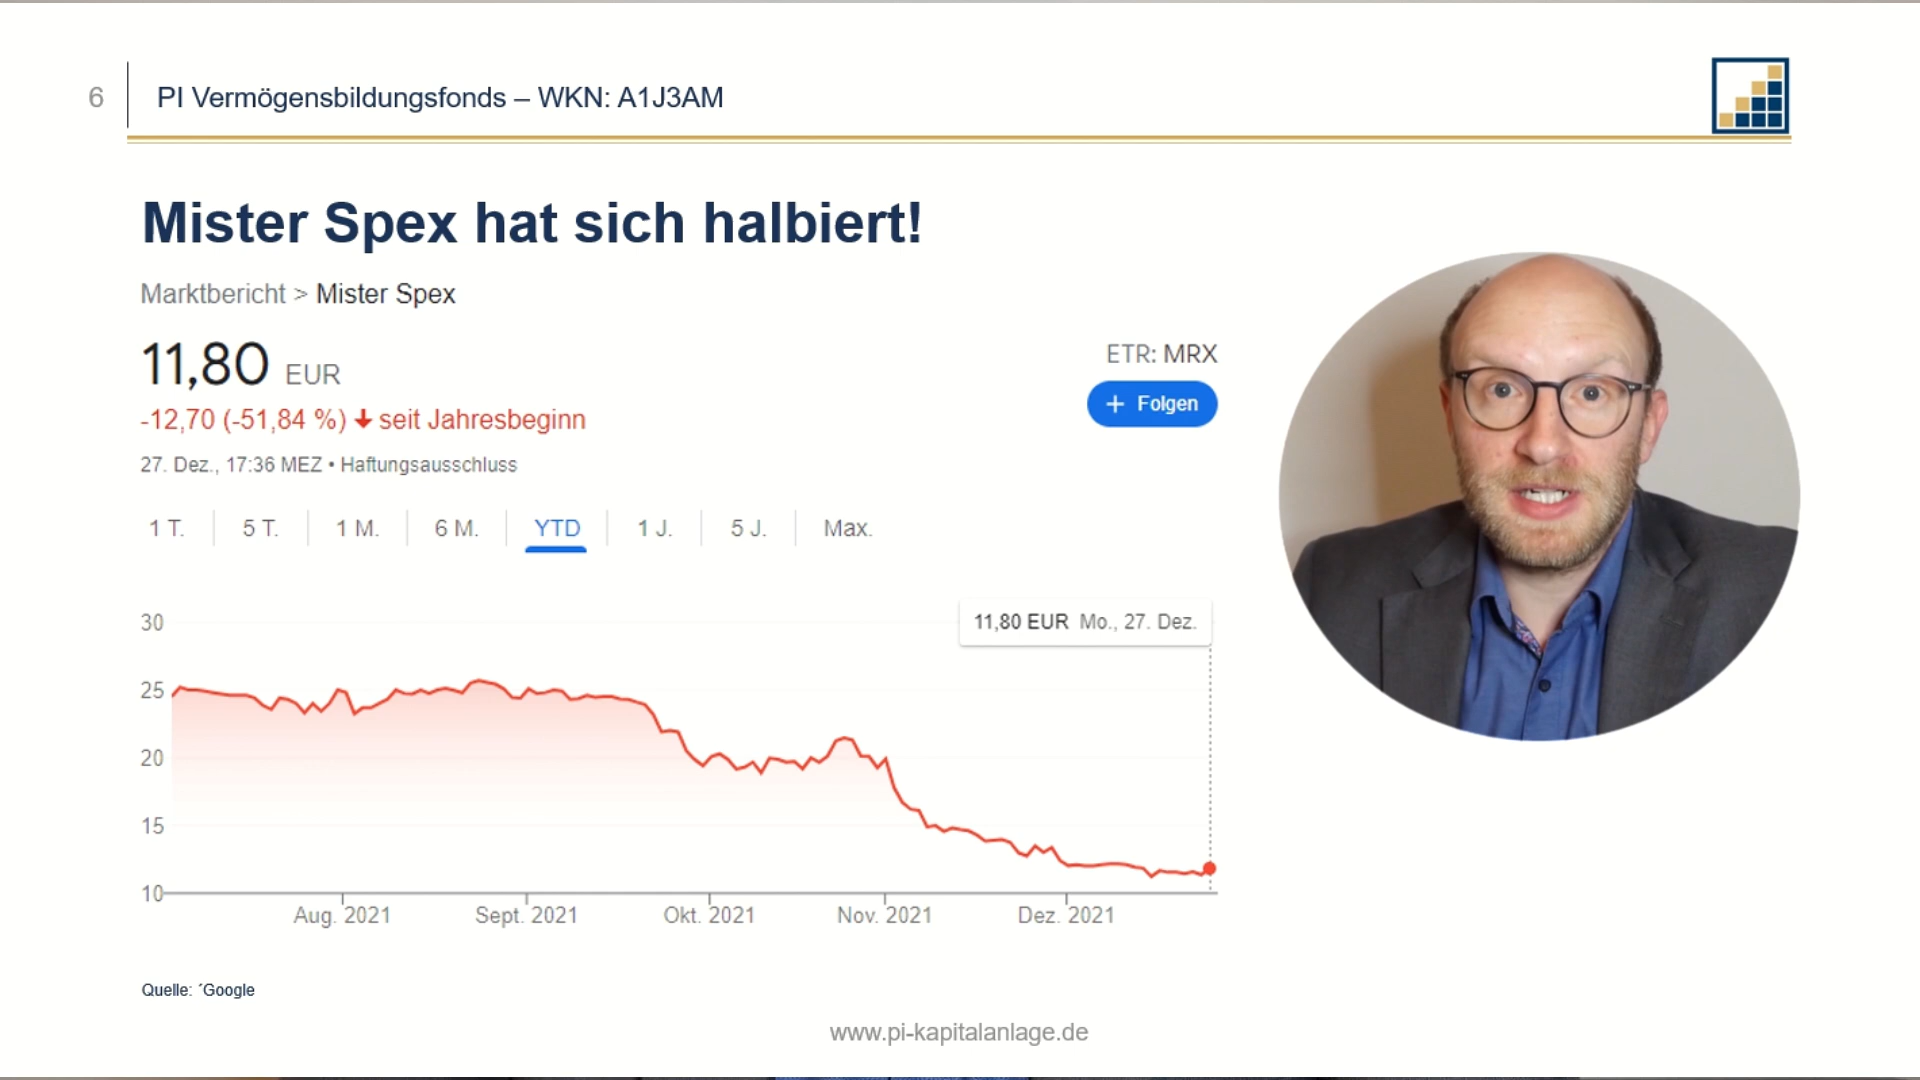 6
PI Vermögensbildungsfonds – WKN: A1J3AM
Mister Spex hat sich halbiert!
Marktbericht > Mister Spex
11,80 EUR
ETR: MRX
+ Folgen
-12,70 (-51,84 %) ↓ seit Jahresbeginn
27. Dez., 17:36 MEZ • Haftungsausschluss
1 T. 5 T. 1 M. 6 M. YTD 1 J. 5 J. Max.
11,80 EUR Mo., 27. Dez.
30
25
20
15
10
Aug. 2021 Sept. 2021 Okt. 2021 Nov. 2021 Dez. 2021
Quelle: ´Google
www.pi-kapitalanlage.de